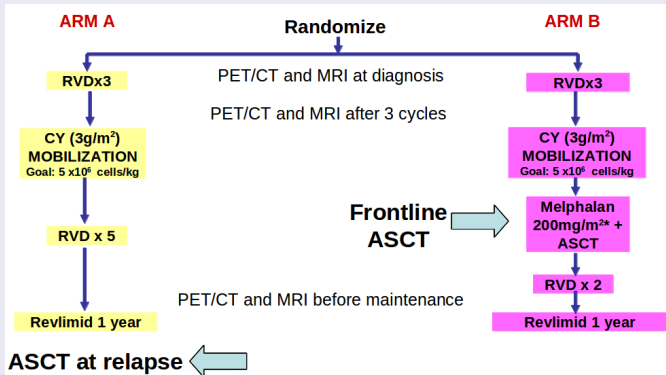 ARM A
Randomize
ARM B
RVDx3
PET/CT and MRI at diagnosis
RVDx3
PET/CT and MRI after 3 cycles
CY (3g/m²)
MOBILIZATION
Goal: 5 x10⁶ cells/kg
CY (3g/m²)
MOBILIZATION
Goal: 5 x10⁶ cells/kg
Frontline
ASCT
Melphalan
200mg/m²* +
ASCT
RVD x 5
RVD x 2
PET/CT and MRI before maintenance
Revlimid 1 year
Revlimid 1 year
ASCT at relapse